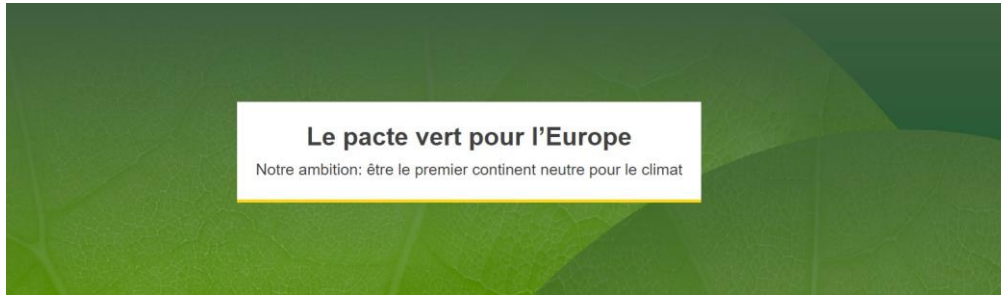 Le pacte vert pour l’Europe
Notre ambition: être le premier continent neutre pour le climat